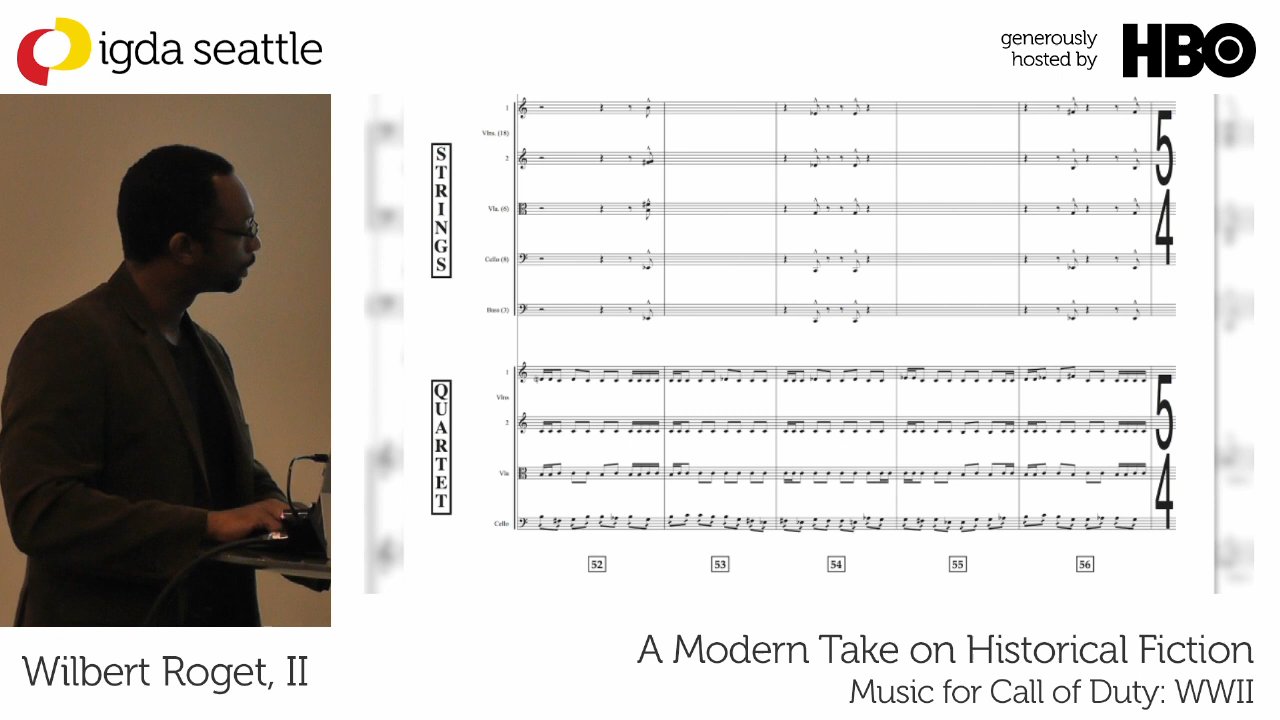 igda seattle
generously
hosted by
HBO
1
Vlns. (18)
2
Vla. (6)
Cello (8)
Bass (3)
STRINGS
5
4
1
Vlns
2
Vla
Cello
QUARTET
5
4
52 53 54 55 56
Wilbert Roget, II
A Modern Take on Historical Fiction
Music for Call of Duty: WWII